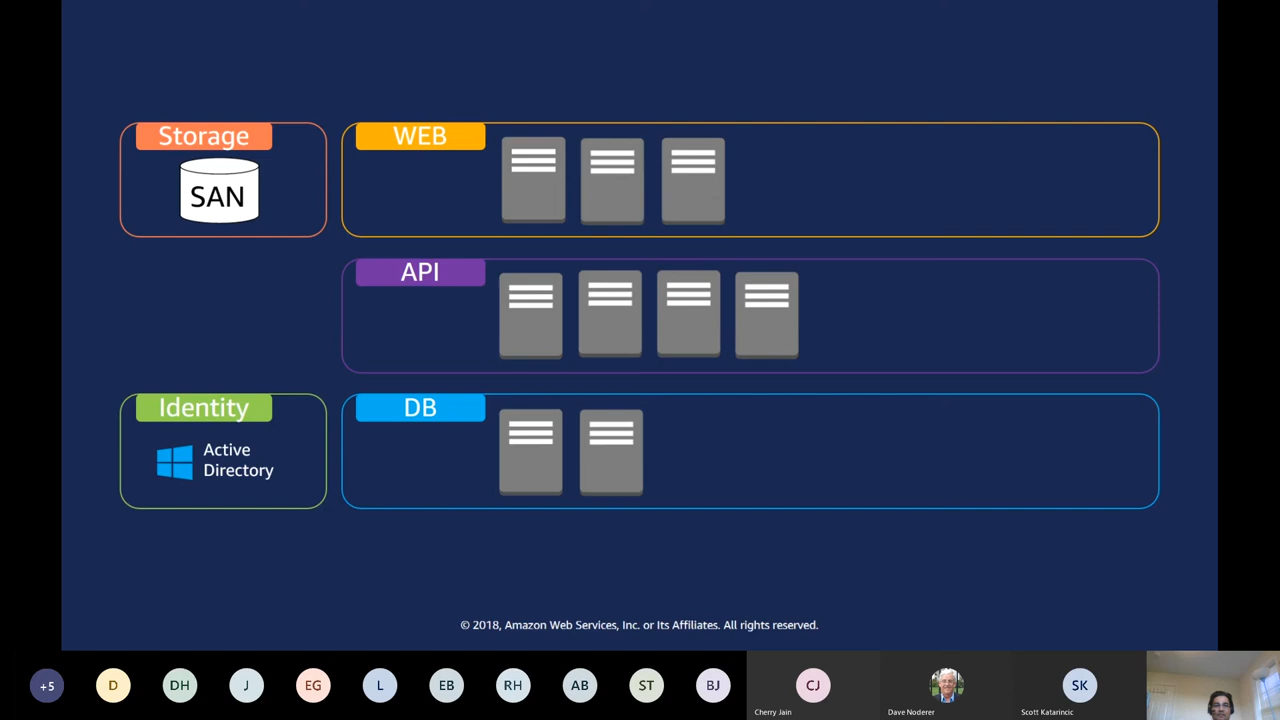 Storage
SAN
WEB
API
Identity
Active
Directory
DB
© 2018, Amazon Web Services, Inc. or Its Affiliates. All rights reserved.
+5
D
DH
J
EG
L
EB
RH
AB
ST
BJ
CJ
Cherry Jain
Dave Noderer
SK
Scott Katarincic